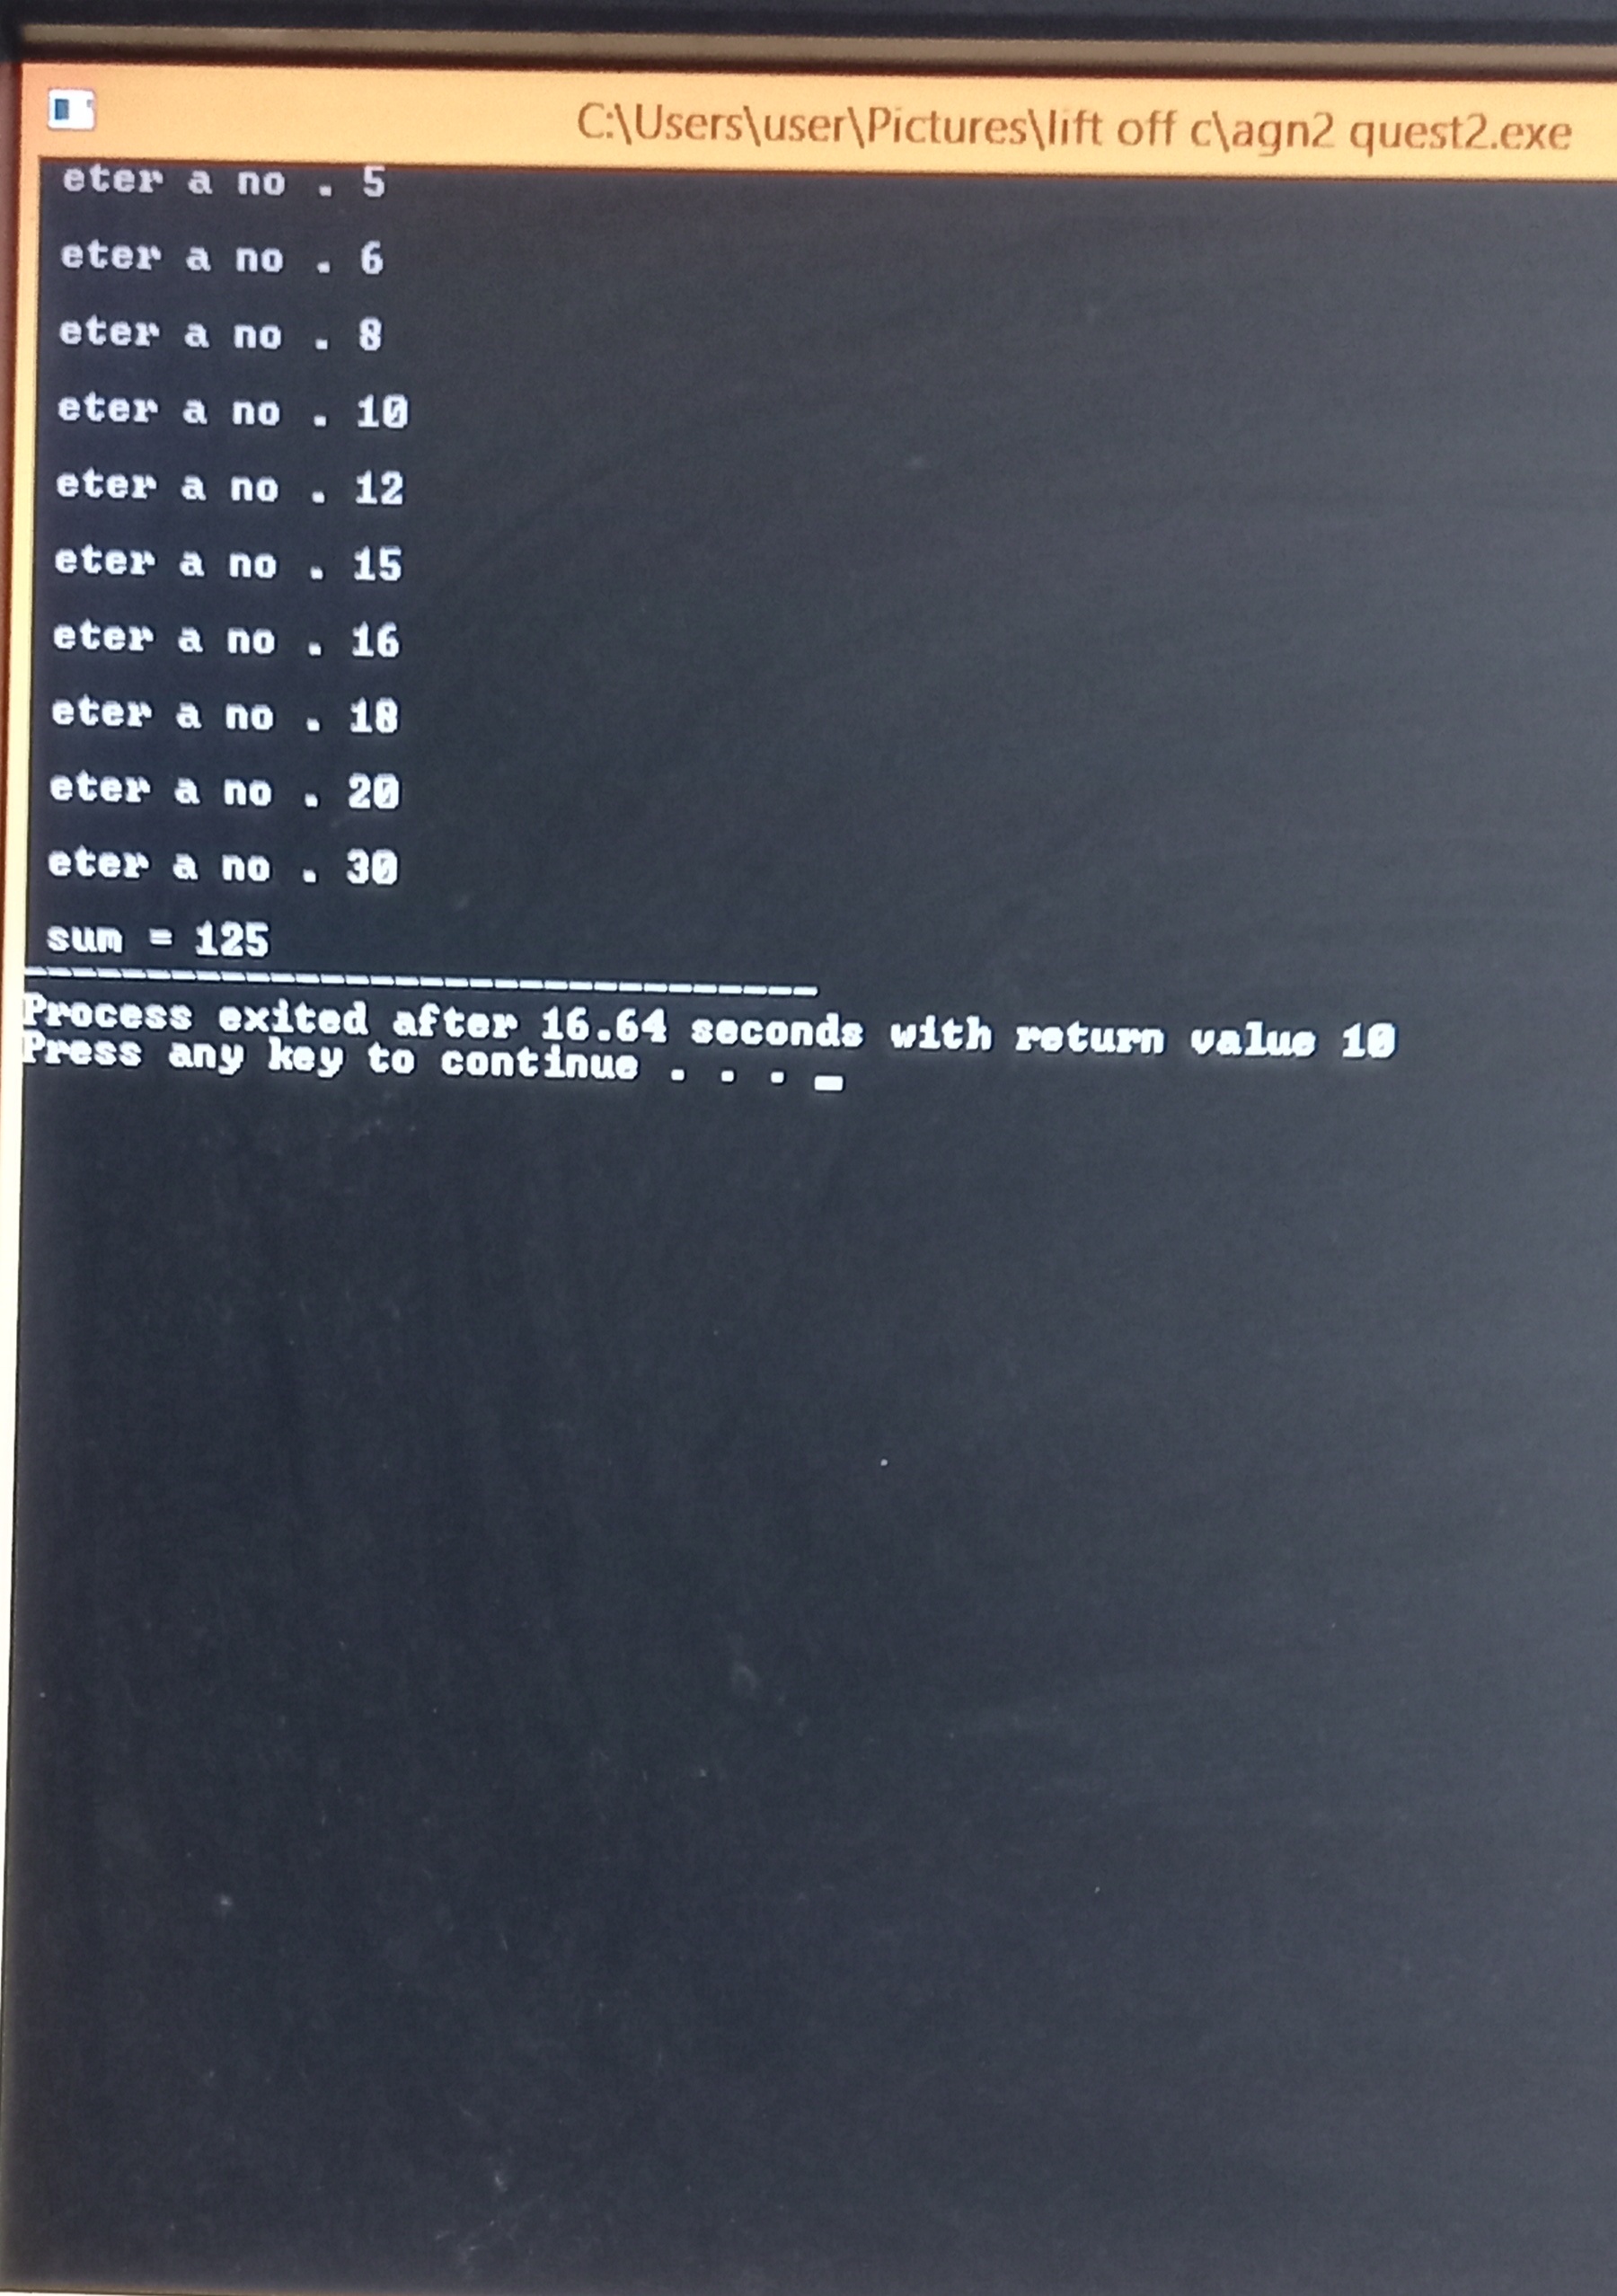 C:\Users\user\Pictures\lift off c\agn2 quest2.exe
eter a no . 5
eter a no . 6
eter a no . 8
eter a no . 10
eter a no . 12
eter a no . 15
eter a no . 16
eter a no . 18
eter a no . 20
eter a no . 30
sum = 125
--------------------------------
Process exited after 16.64 seconds with return value 10
Press any key to continue . . . _